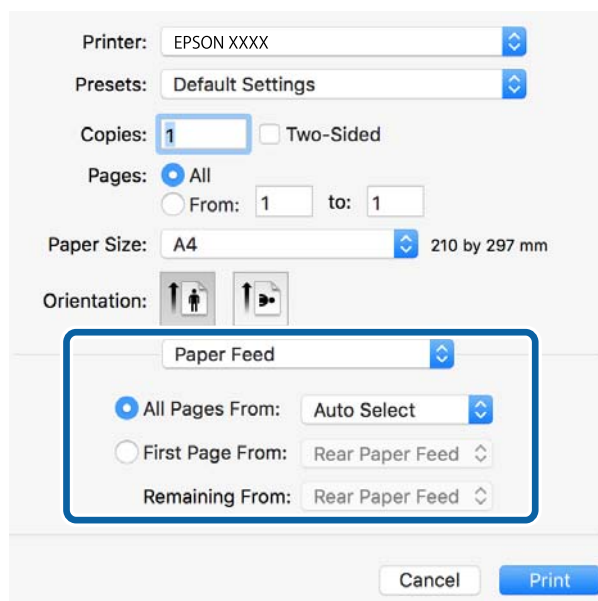 Printer: EPSON XXXX
Presets: Default Settings
Copies: 1 Two-Sided
Pages: All
From: 1 to: 1
Paper Size: A4 210 by 297 mm
Orientation:
Paper Feed
All Pages From: Auto Select
First Page From: Rear Paper Feed
Remaining From: Rear Paper Feed
Cancel Print